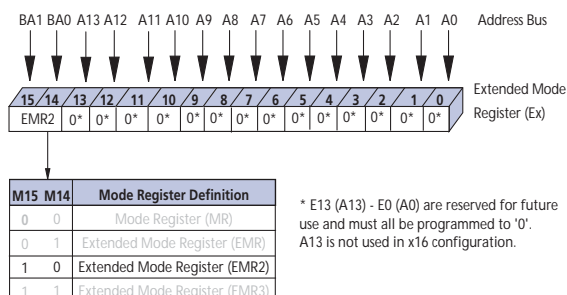 BA1 BA0 A13 A12 A11 A10 A9 A8 A7 A6 A5 A4 A3 A2 A1 A0 Address Bus
15 14 13 12 11 10 9 8 7 6 5 4 3 2 1 0
Extended Mode
Register (Ex)
EMR2 0* 0* 0* 0* 0* 0* 0* 0* 0* 0* 0* 0* 0* 0*
M15 M14 Mode Register Definition
0 0 Mode Register (MR)
0 1 Extended Mode Register (EMR)
1 0 Extended Mode Register (EMR2)
1 1 Extended Mode Register (EMR3)
* E13 (A13) - E0 (A0) are reserved for future
use and must all be programmed to '0'.
A13 is not used in x16 configuration.